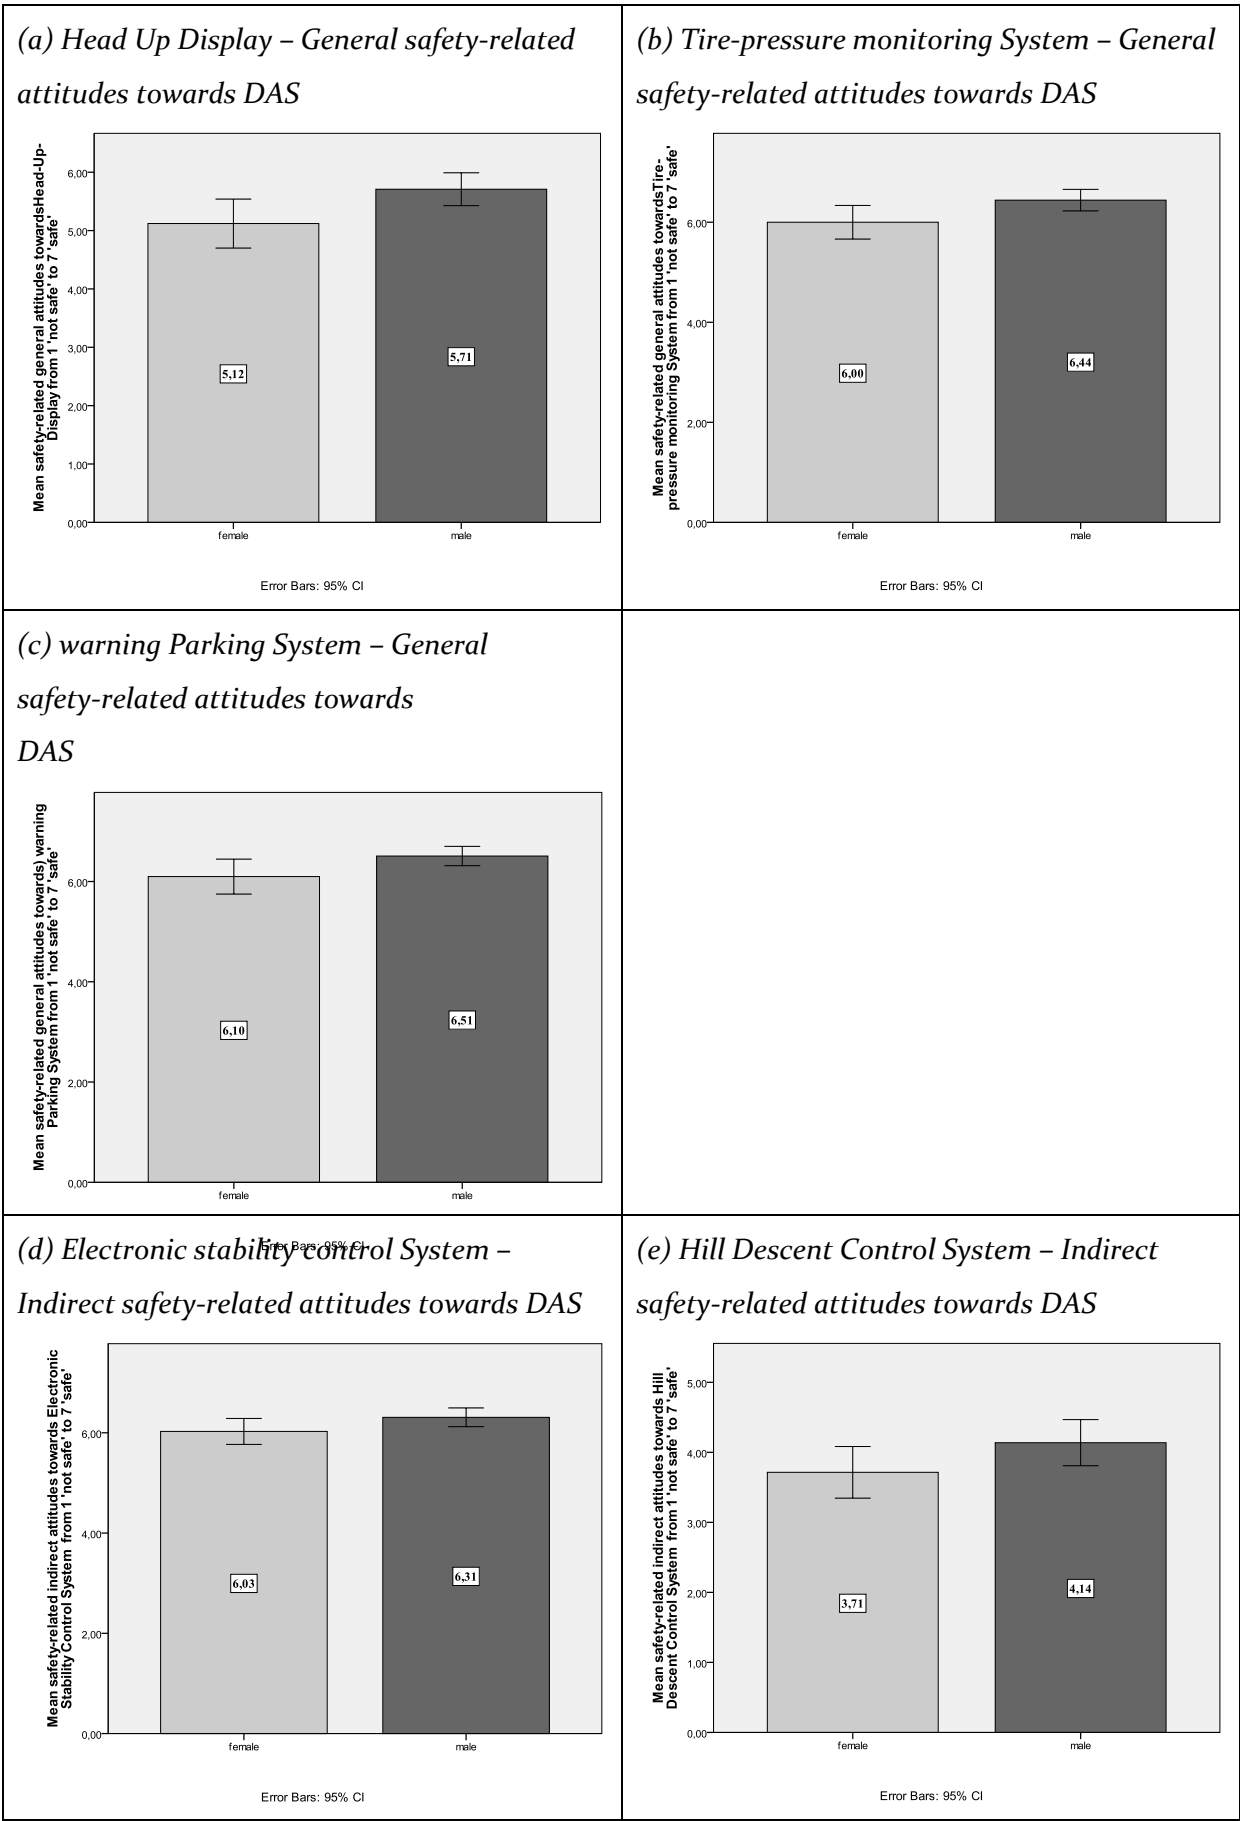 (a) Head Up Display – General safety-related
attitudes towards DAS
Mean safety-related general attitudes towardsHead-Up-
Display from 1 'not safe' to 7 'safe'
6,00
5,00
4,00
3,00
2,00
1,00
0,00
5,12
5,71
female
male
Error Bars: 95% CI
(b) Tire-pressure monitoring System – General
safety-related attitudes towards DAS
Mean safety-related general attitudes towardsTire-
pressure monitoring System from 1 'not safe' to 7 'safe'
6,00
4,00
2,00
0,00
6,00
6,44
female
male
Error Bars: 95% CI
(c) warning Parking System – General
safety-related attitudes towards
DAS
Mean safety-related general attitudes towards) warning
Parking System from 1 'not safe' to 7 'safe'
6,00
4,00
2,00
0,00
6,10
6,51
female
male
Error Bars: 95% CI
(d) Electronic stability control System –
Indirect safety-related attitudes towards DAS
Mean safety-related indirect attitudes towards Electronic
Stability Control System from 1 'not safe' to 7 'safe'
6,00
4,00
2,00
0,00
6,03
6,31
female
male
Error Bars: 95% CI
(e) Hill Descent Control System – Indirect
safety-related attitudes towards DAS
Mean safety-related indirect attitudes towards Hill
Descent Control System from 1 'not safe' to 7 'safe'
5,00
4,00
3,00
2,00
1,00
0,00
3,71
4,14
female
male
Error Bars: 95% CI